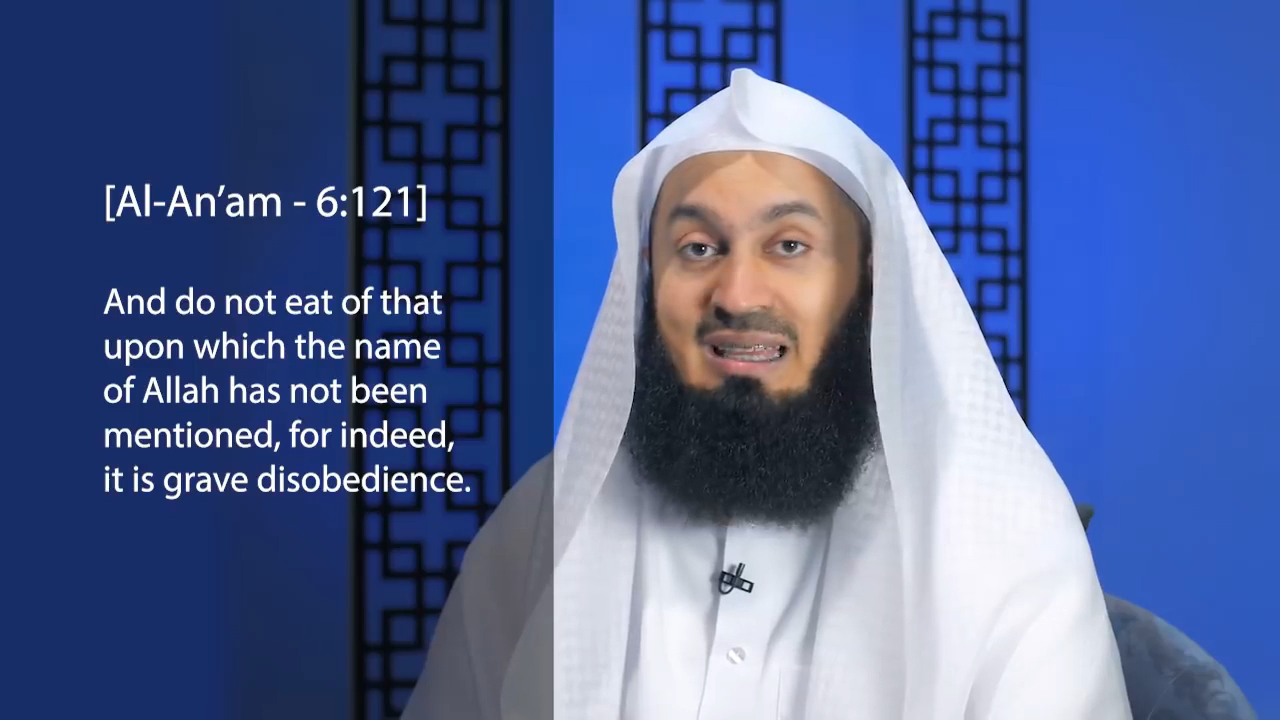 [Al-An’am - 6:121]
And do not eat of that
upon which the name
of Allah has not been
mentioned, for indeed,
it is grave disobedience.